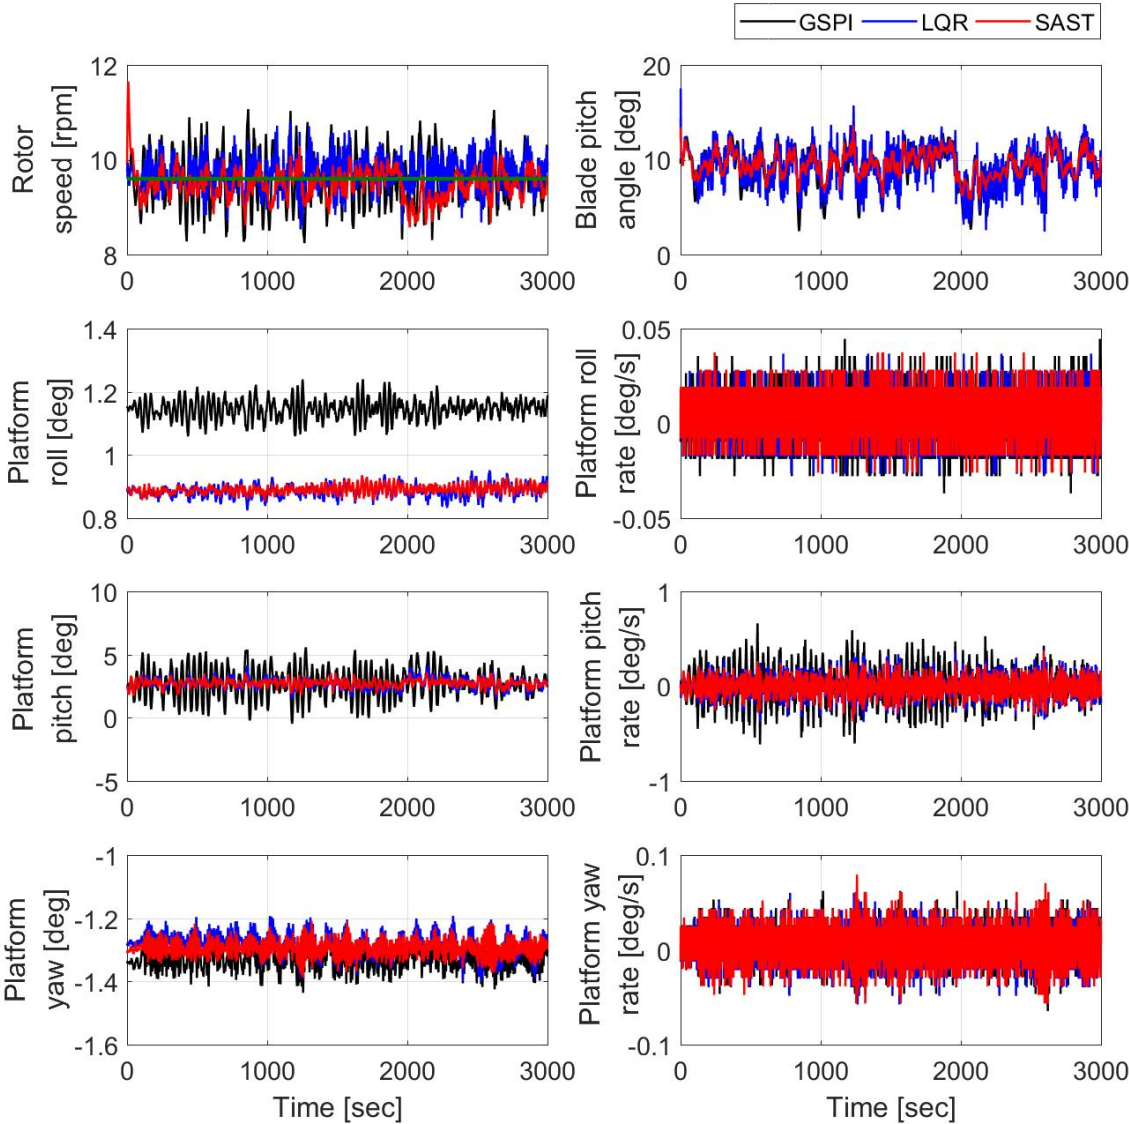 GSPI LQR SAST
Rotor
speed [rpm]
12
10
8
0 1000 2000 3000
Blade pitch
angle [deg]
20
10
0
0 1000 2000 3000
Platform
roll [deg]
1.4
1.2
1
0.8
0 1000 2000 3000
Platform roll
rate [deg/s]
0.05
0
-0.05
0 1000 2000 3000
Platform
pitch [deg]
10
5
0
-5
0 1000 2000 3000
Platform pitch
rate [deg/s]
1
0
-1
0 1000 2000 3000
Platform
yaw [deg]
-1
-1.2
-1.4
-1.6
0 1000 2000 3000
Time [sec]
Platform yaw
rate [deg/s]
0.1
0
-0.1
0 1000 2000 3000
Time [sec]